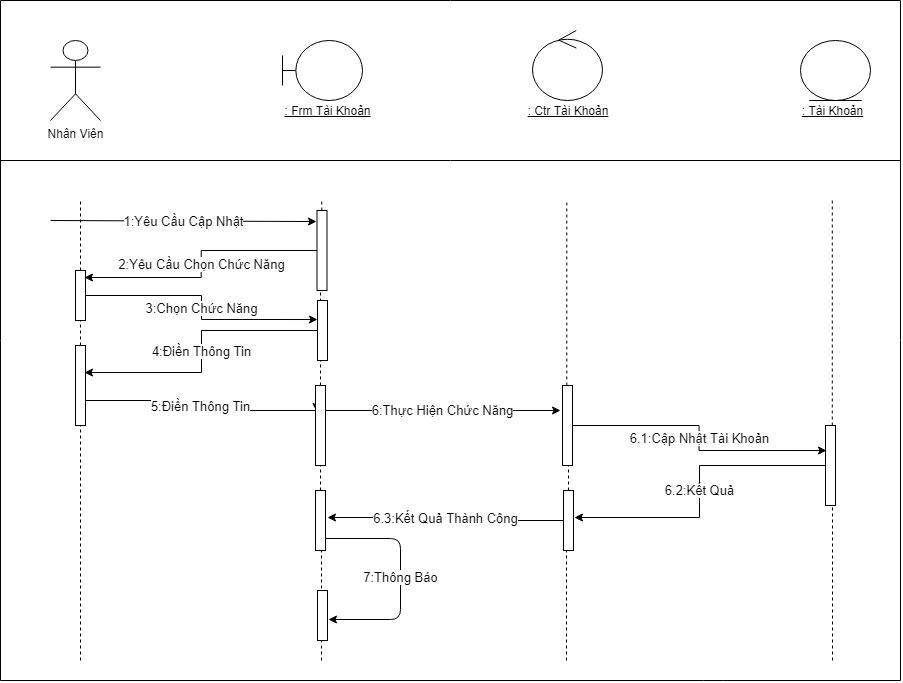 Nhân Viên
: Frm Tài Khoản
: Ctr Tài Khoản
: Tài Khoản
1:Yêu Cầu Cập Nhật
2:Yêu Cầu Chọn Chức Năng
3:Chọn Chức Năng
4:Điền Thông Tin
5:Điền Thông Tin
6:Thực Hiện Chức Năng
6.1:Cập Nhật Tài Khoản
6.2:Kết Quả
6.3:Kết Quả Thành Công
7:Thông Báo